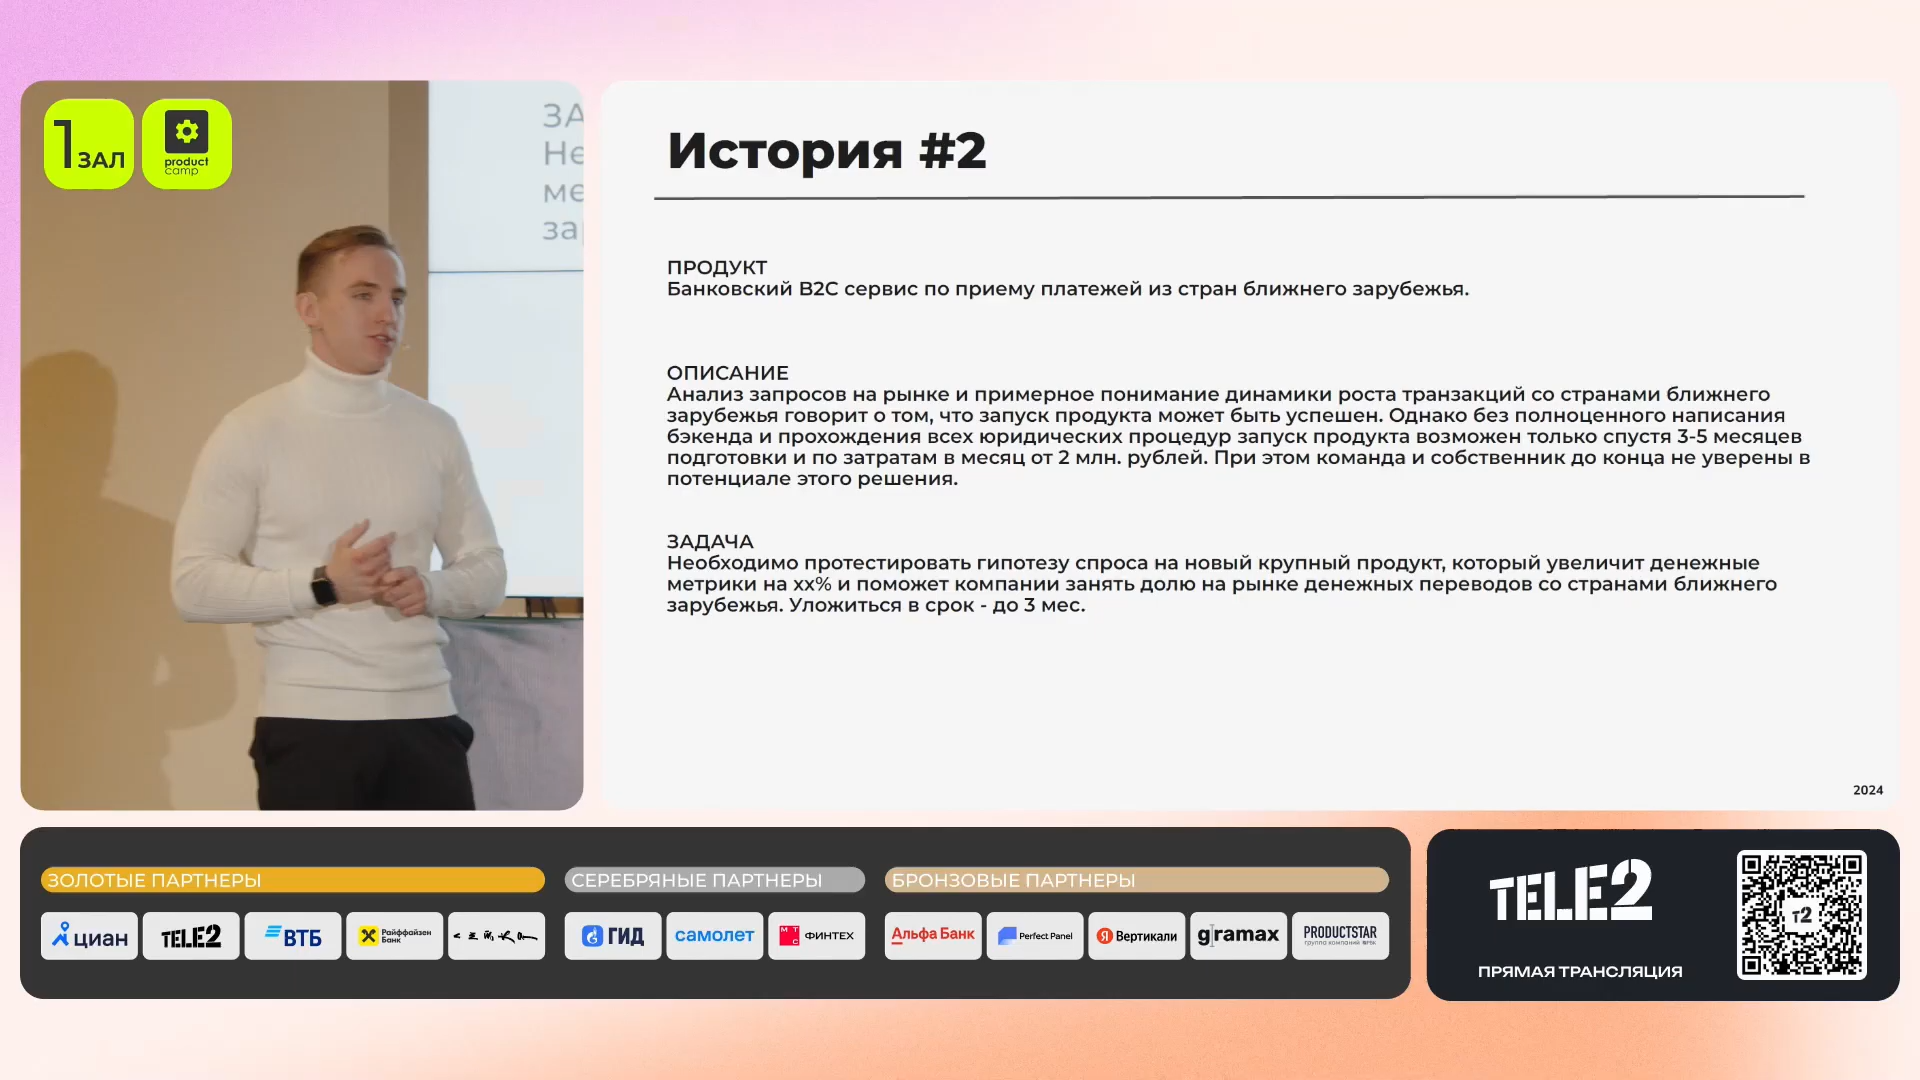 1 ЗАЛ
product
camp
ЗА
Не
ме
за
История #2
ПРОДУКТ
Банковский B2C сервис по приему платежей из стран ближнего зарубежья.
ОПИСАНИЕ
Анализ запросов на рынке и примерное понимание динамики роста транзакций со странами ближнего
зарубежья говорит о том, что запуск продукта может быть успешен. Однако без полноценного написания
бэкенда и прохождения всех юридических процедур запуск продукта возможен только спустя 3-5 месяцев
подготовки и по затратам в месяц от 2 млн. рублей. При этом команда и собственник до конца не уверены в
потенциале этого решения.
ЗАДАЧА
Необходимо протестировать гипотезу спроса на новый крупный продукт, который увеличит денежные
метрики на хх% и поможет компании занять долю на рынке денежных переводов со странами ближнего
зарубежья. Уложиться в срок - до 3 мес.
2024
ЗОЛОТЫЕ ПАРТНЕРЫ
циан
TELE2
ВТБ
Райффайзен
Банк
СЕРЕБРЯНЫЕ ПАРТНЕРЫ
ГИД
самолет
МТС ФИНТЕХ
БРОНЗОВЫЕ ПАРТНЕРЫ
Альфа Банк
Perfect Panel
Я Вертикали
gramax
PRODUCTSTAR
группа компаний РБК
TELE2
ПРЯМАЯ ТРАНСЛЯЦИЯ
T2